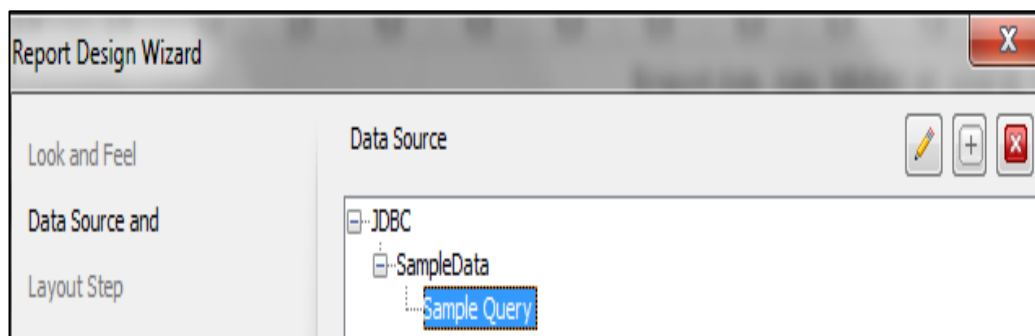 Report Design Wizard
Look and Feel
Data Source and
Layout Step
Data Source
JDBC
SampleData
Sample Query